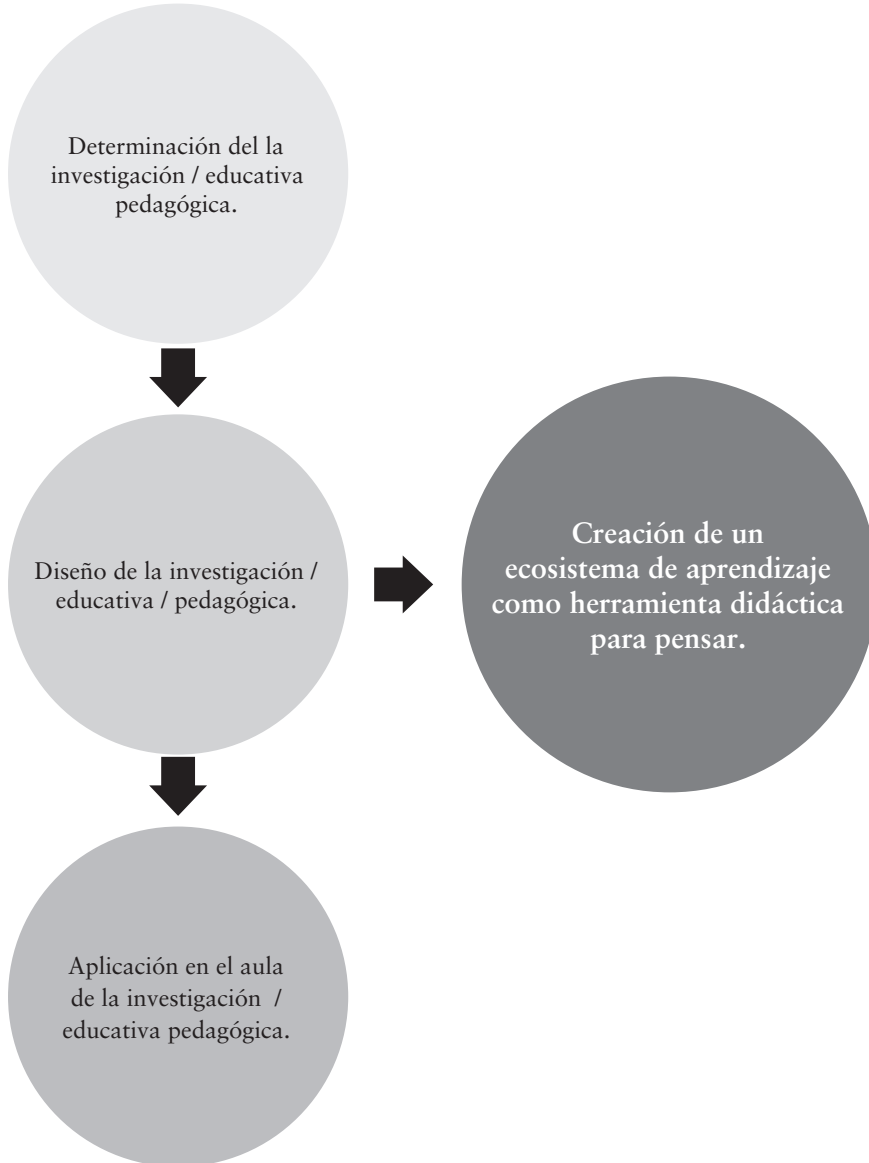 Determinación del la
investigación / educativa
pedagógica.
Diseño de la investigación /
educativa / pedagógica.
Creación de un
ecosistema de aprendizaje
como herramienta didáctica
para pensar.
Aplicación en el aula
de la investigación /
educativa pedagógica.